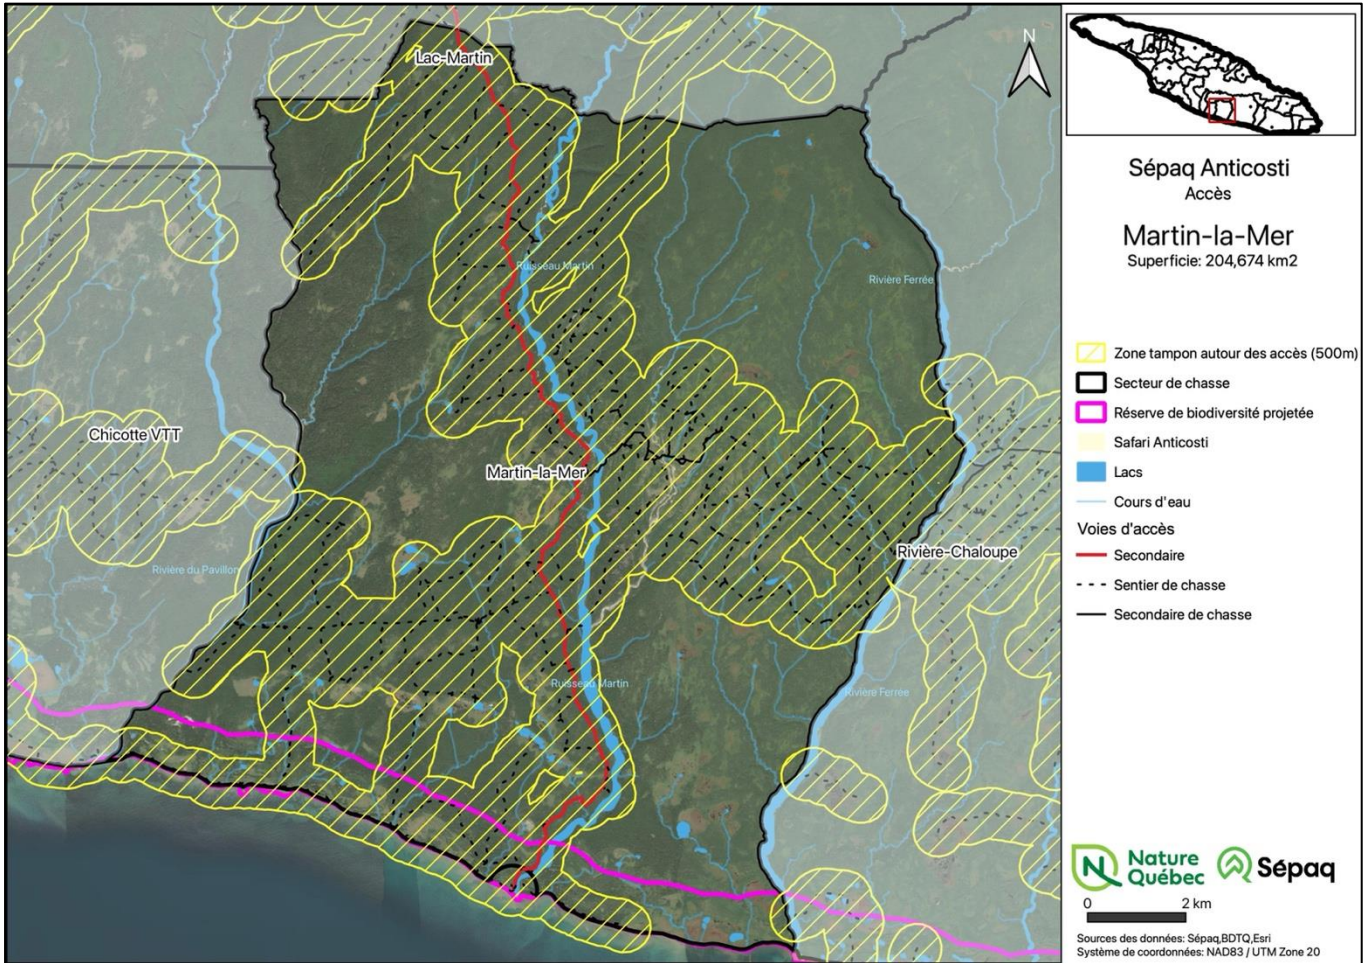 Lac-Martin
Ruisseau Martin
Rivière Ferrée
Chicotte VTT
Martin-la-Mer
Rivière-Chaloupe
Rivière du Pavillon
Ruisseau Martin
Rivière Ferrée
N
Sépaq Anticosti
Accès
Martin-la-Mer
Superficie: 204,674 km2
Zone tampon autour des accès (500m)
Secteur de chasse
Réserve de biodiversité projetée
Safari Anticosti
Lacs
Cours d'eau
Voies d'accès
Secondaire
Sentier de chasse
Secondaire de chasse
Nature
Québec
Sépaq
0 2 km
Sources des données: Sépaq,BDTQ,Esri
Système de coordonnées: NAD83 / UTM Zone 20